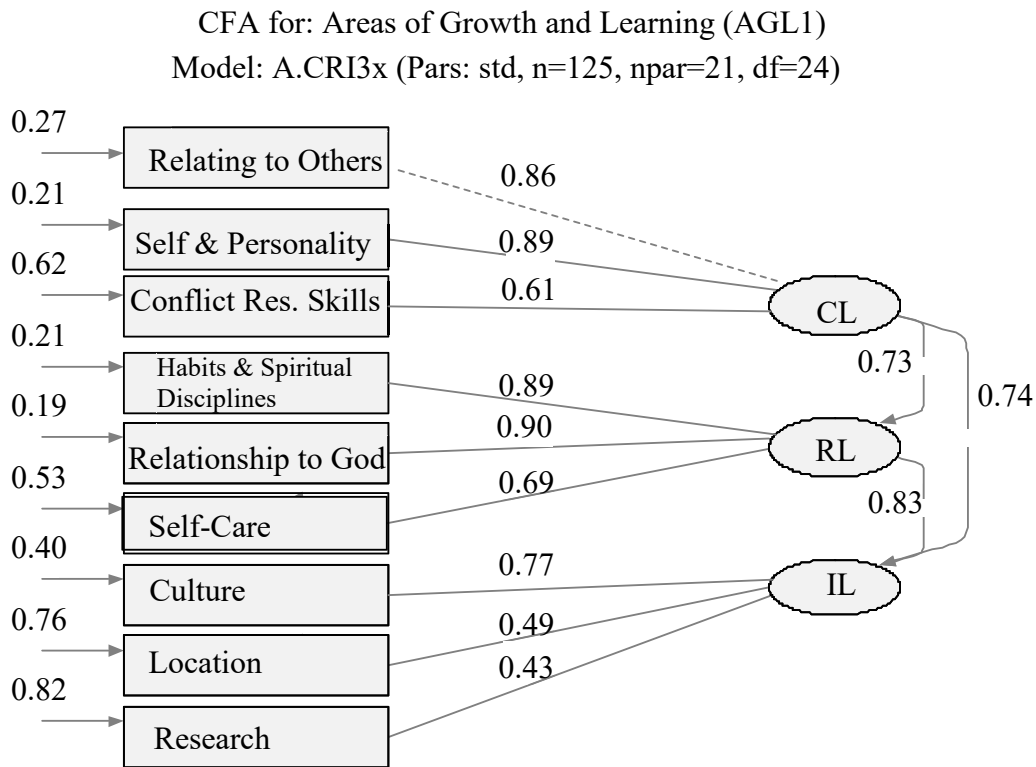 CFA for: Areas of Growth and Learning (AGL1)
Model: A.CRI3x (Pars: std, n=125, npar=21, df=24)
0.27
Relating to Others
0.86
0.21
Self & Personality
0.89
0.62
Conflict Res. Skills
0.61
CL
0.21
Habits & Spiritual
Disciplines
0.89
0.73
0.74
0.19
Relationship to God
0.90
RL
0.53
Self-Care
0.69
0.83
0.40
Culture
0.77
IL
0.76
Location
0.49
0.82
Research
0.43